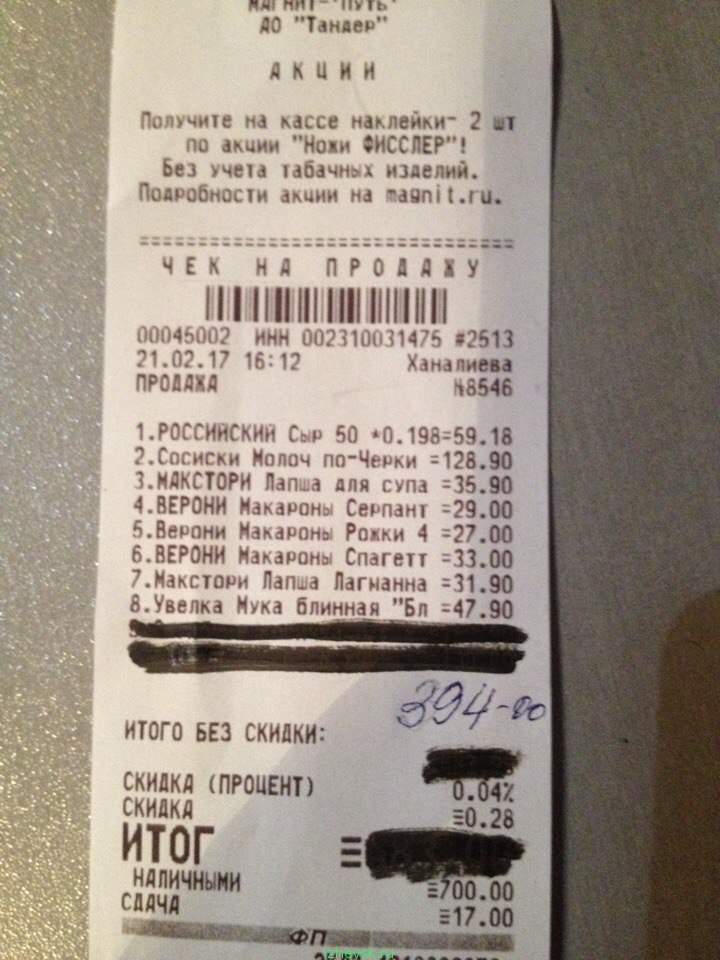 АО "Тандер"
АКЦИИ
Получите на кассе наклейки- 2 шт
по акции "Ножи ФИССЛЕР"!
Без учета табачных изделий.
Подробности акции на magnit.ru.
================================
ЧЕК НА ПРОДАЖУ
00045002 ИНН 002310031475 #2513
21.02.17 16:12 Ханалиева
ПРОДАЖА №8546
1.РОССИЙСКИЙ Сыр 50 *0.198=59.18
2.Сосиски Молоч по-Черки =128.90
3.МАКСТОРИ Лапша для супа =35.90
4.ВЕРОНИ Макароны Серпант =29.00
5.Верони Макароны Рожки 4 =27.00
6.ВЕРОНИ Макароны Спагетт =33.00
7.Макстори Лапша Лагманна =31.90
8.Увелка Мука блинная "Бл =47.90
394-00
ИТОГО БЕЗ СКИДКИ:
СКИДКА (ПРОЦЕНТ) 0.04%
СКИДКА ≡0.28
ИТОГ ≡
НАЛИЧНЫМИ ≡700.00
СДАЧА ≡17.00
ФП